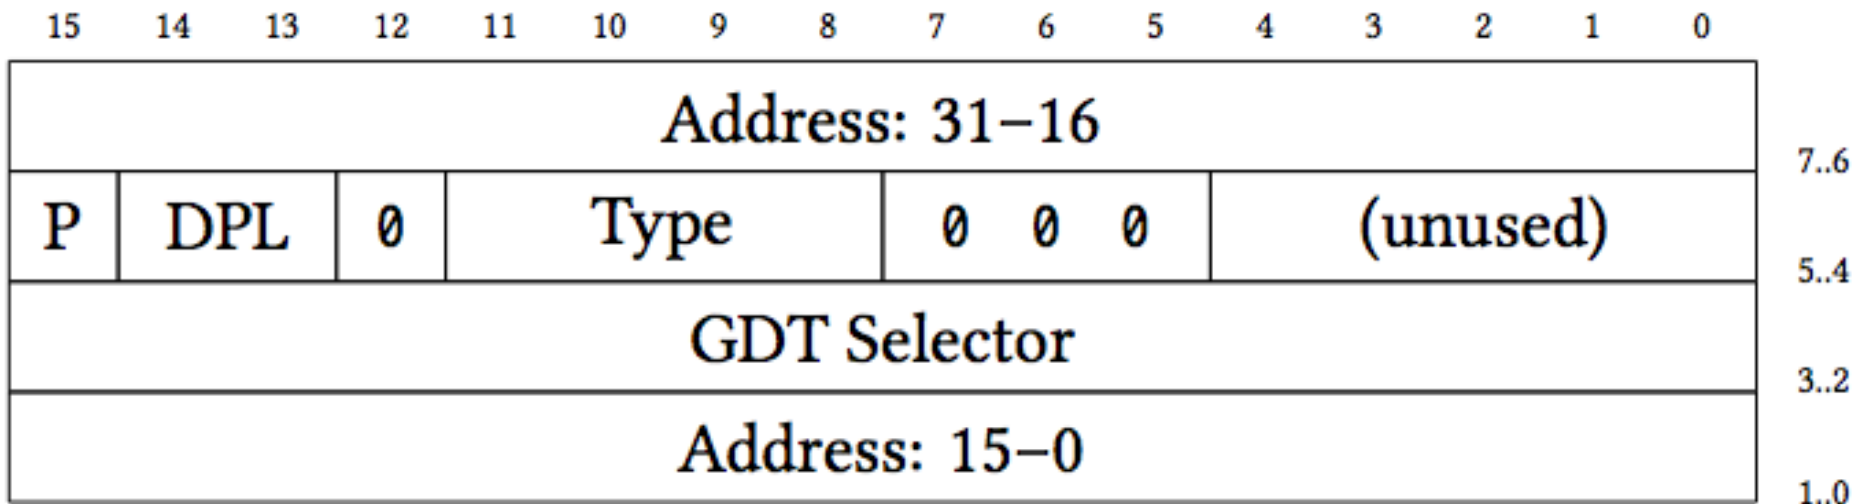 15 14 13 12 11 10 9 8 7 6 5 4 3 2 1 0
Address: 31–16
7..6
P DPL 0 Type 0 0 0 (unused)
5..4
GDT Selector
3..2
Address: 15–0
1..0